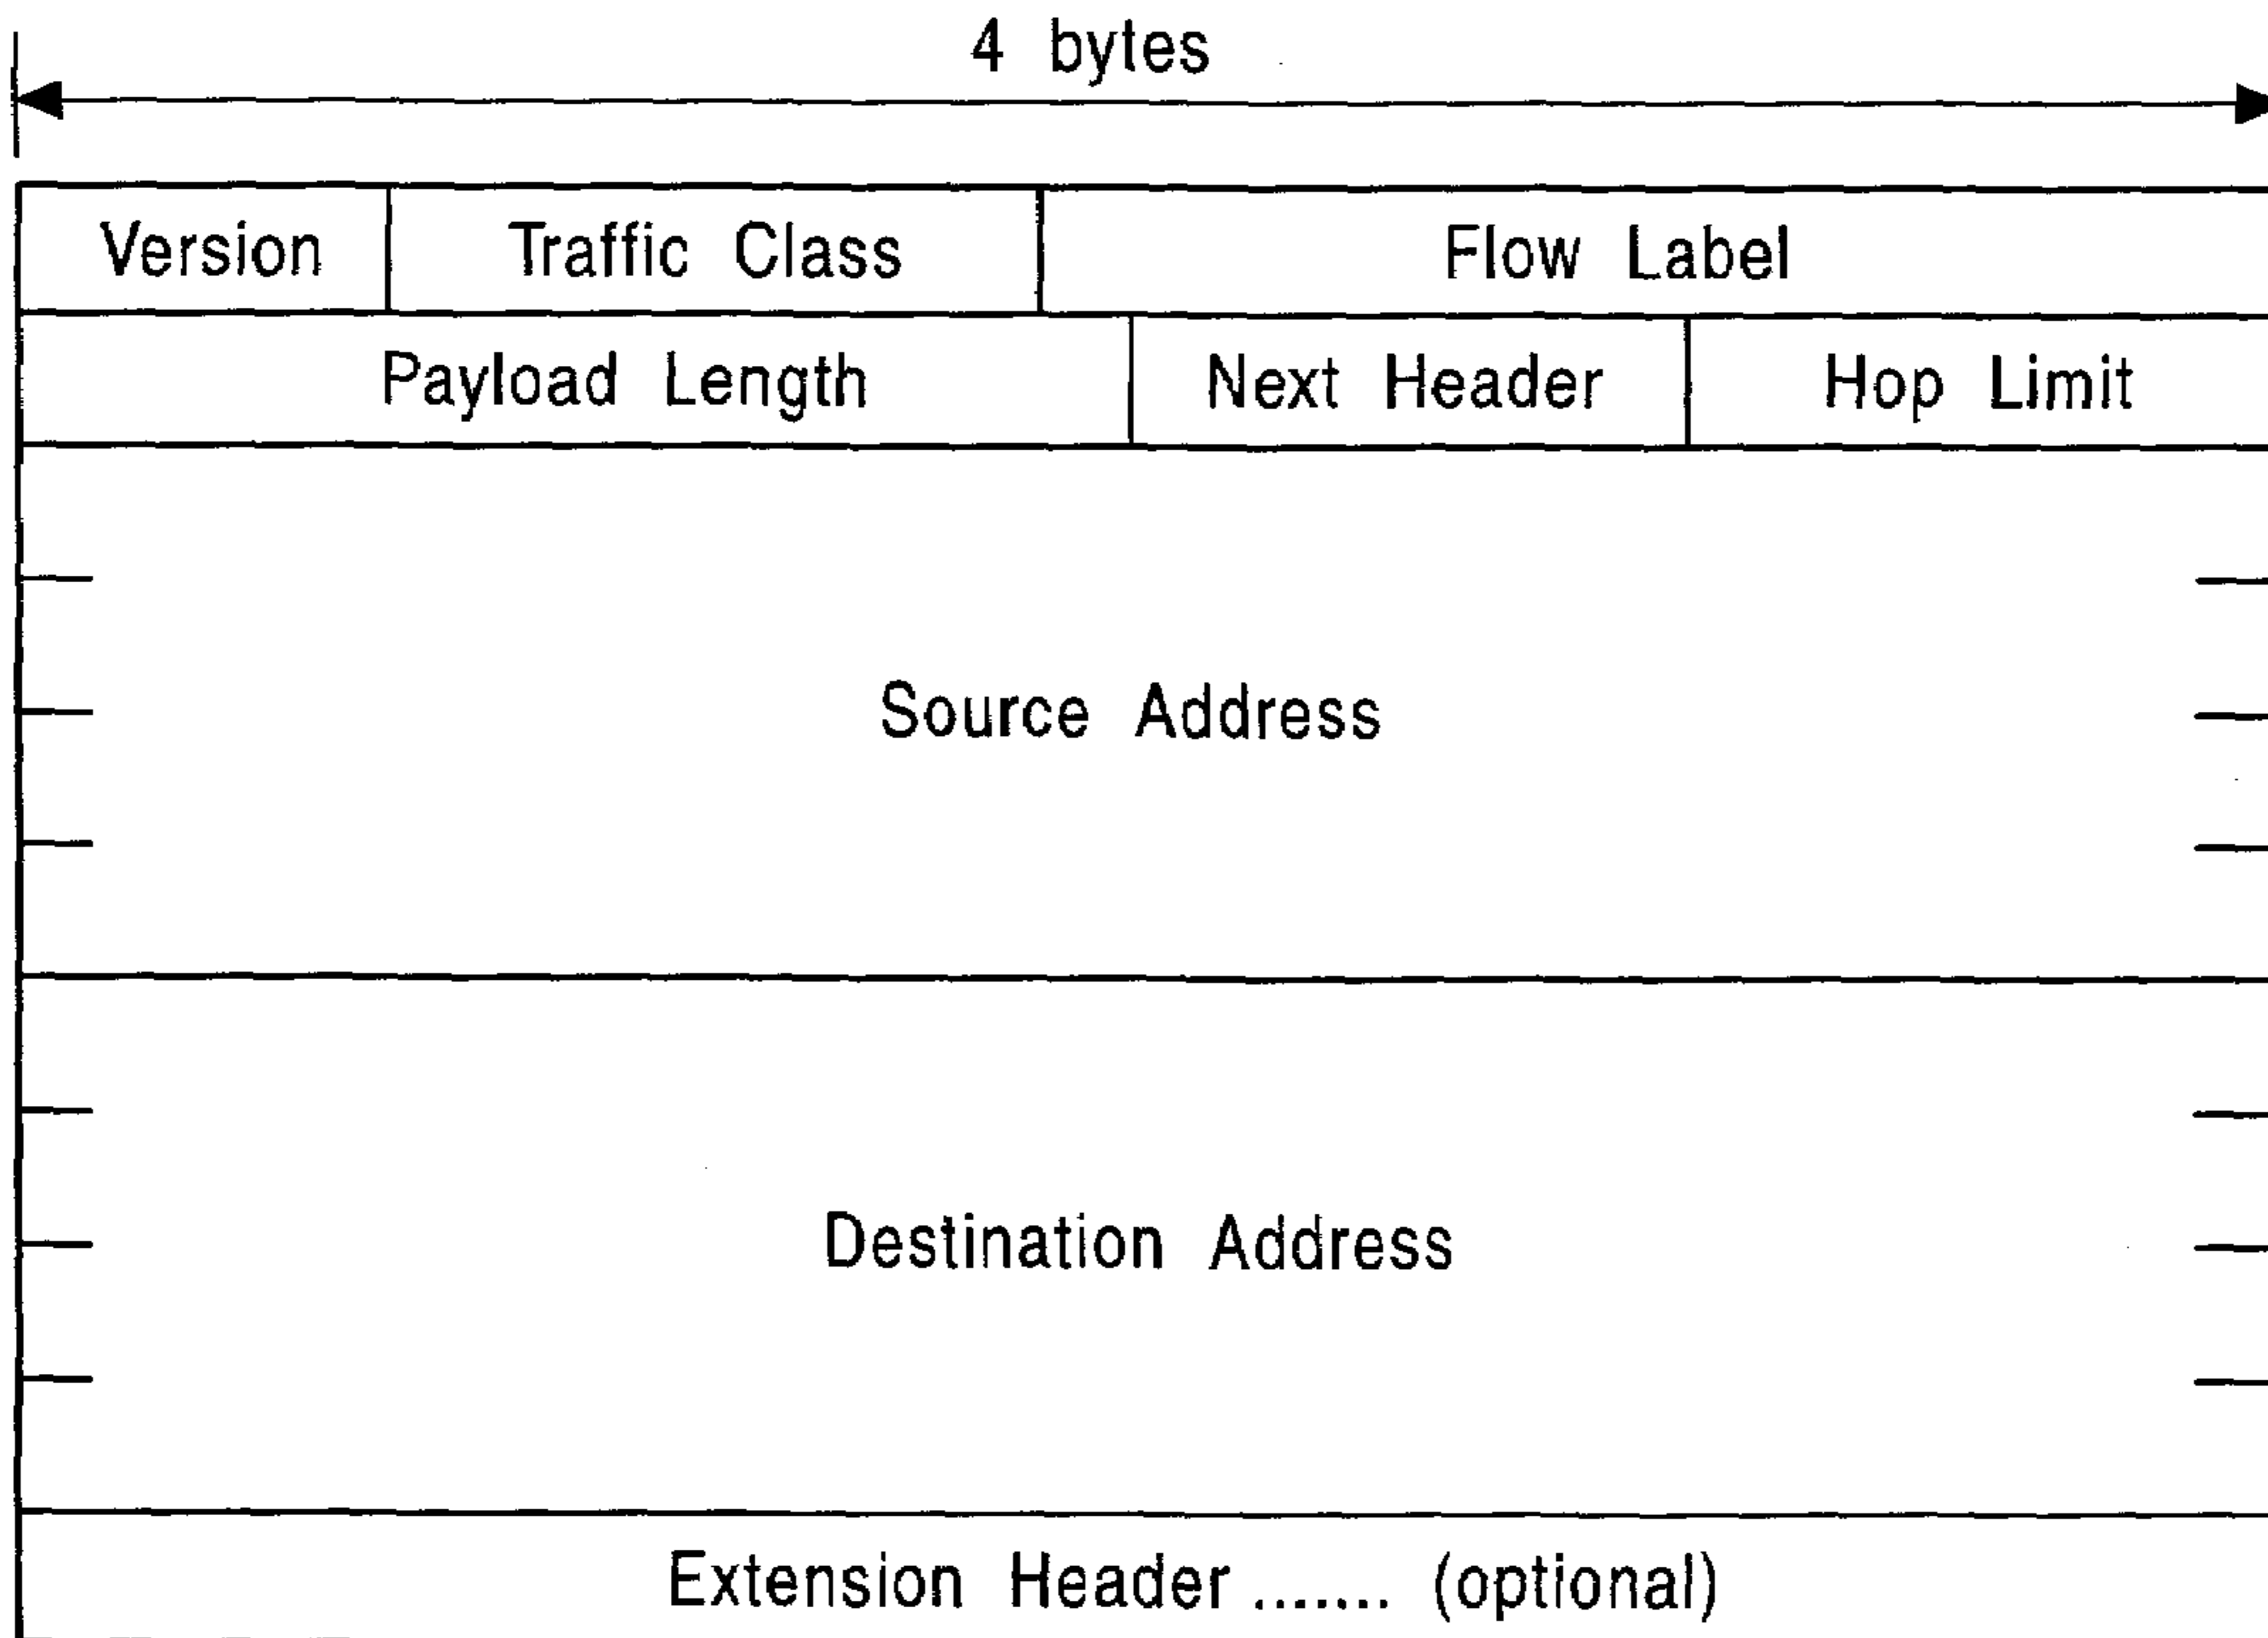 4 bytes
Version Traffic Class Flow Label
Payload Length Next Header Hop Limit
Source Address
Destination Address
Extension Header ....... (optional)